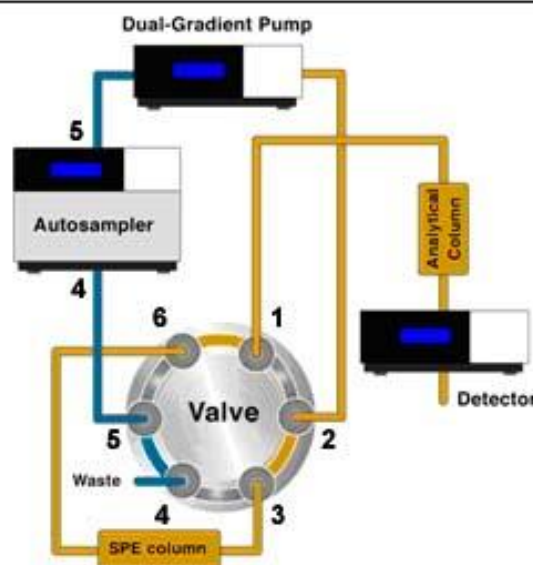 Dual-Gradient Pump
5
Autosampler
4
Analytical
Column
6
1
Valve
5
2
Detector
Waste
4
3
SPE column